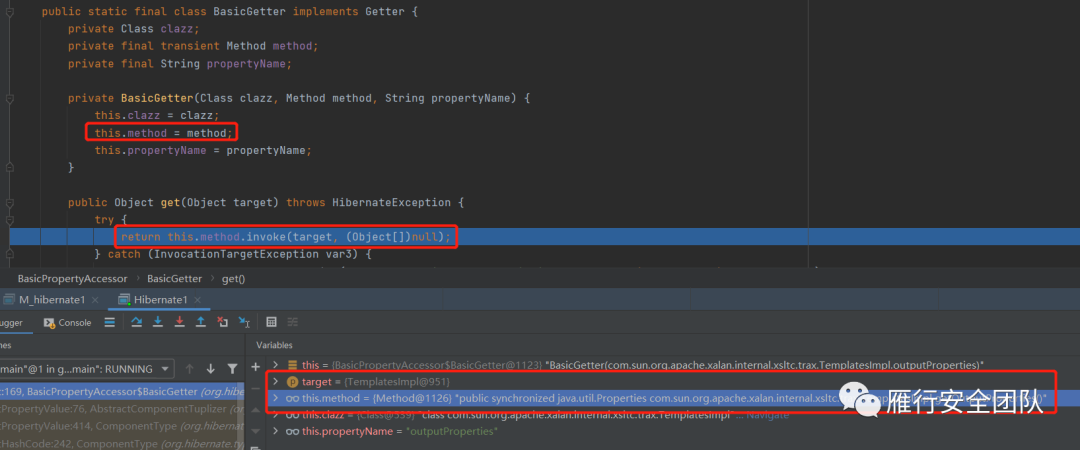 public static final class BasicGetter implements Getter {
private Class clazz;
private final transient Method method;
private final String propertyName;
private BasicGetter(Class clazz, Method method, String propertyName) {
this.clazz = clazz;
this.method = method;
this.propertyName = propertyName;
}
public Object get(Object target) throws HibernateException {
try {
return this.method.invoke(target, (Object[])null);
} catch (InvocationTargetException var3) {
BasicPropertyAccessor › BasicGetter › get()
M_hibernate1 × Hibernate1 ×
ugger Console
nes Variables
main"@1 in g..."main": RUNNING
this = {BasicPropertyAccessor$BasicGetter@1123} "BasicGetter(com.sun.org.apache.xalan.internal.xsltc.trax.TemplatesImpl.outputProperties)"
target = {TemplatesImpl@951}
t:169, BasicPropertyAccessor$BasicGetter (org.hib
this.method = {Method@1126} "public synchronized java.util.Properties com.sun.org.apache.xalan.internal.xsltc.
tPropertyValue:76, AbstractComponentTuplizer (
this.clazz = {Class@939} "class com.sun.org.apache.xalan.internal.xsltc.trax.TemplatesImpl" ... Navigate
tPropertyValue:414, ComponentType (org.hibernat
this.propertyName = "outputProperties"
tHashCode:242, ComponentType (org.hibernate.ty
雁行安全团队